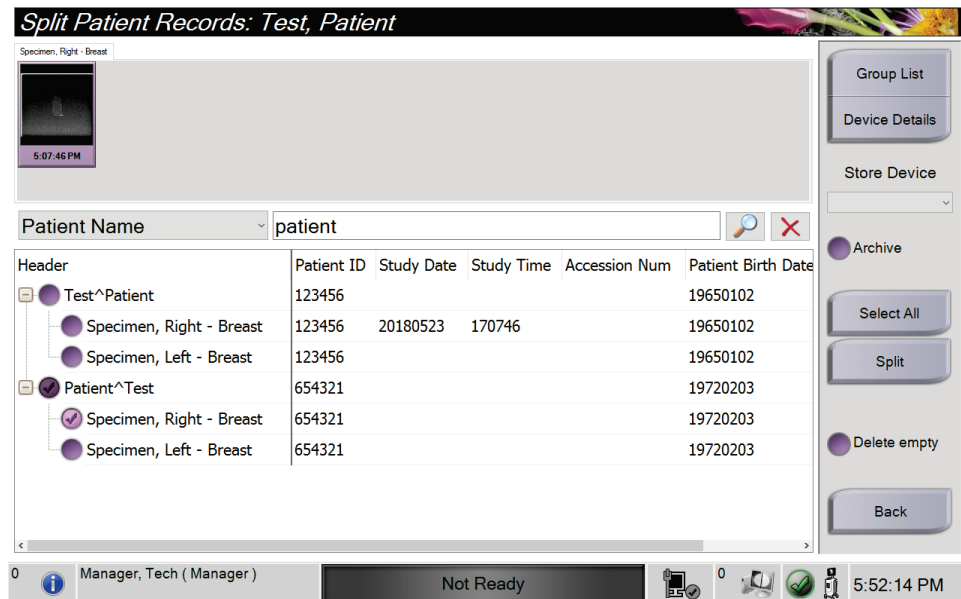 Split Patient Records: Test, Patient
Specimen, Right - Breast
5:07:46 PM
Group List
Device Details
Store Device
Patient Name patient
Archive
Header Patient ID Study Date Study Time Accession Num Patient Birth Date
Test^Patient 123456 19650102
Specimen, Right - Breast 123456 20180523 170746 19650102
Specimen, Left - Breast 123456 19650102
Patient^Test 654321 19720203
Specimen, Right - Breast 654321 19720203
Specimen, Left - Breast 654321 19720203
Select All
Split
Delete empty
Back
0 Manager, Tech ( Manager ) Not Ready 0 5:52:14 PM